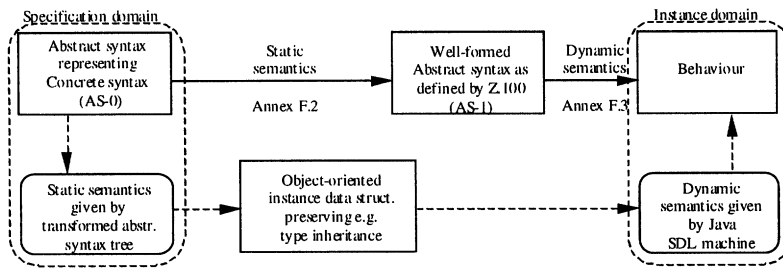 Specification domain
Instance domain
Abstract syntax
representing
Concrete syntax
(AS-0)
Static
semantics
Annex F.2
Well-formed
Abstract syntax as
defined by Z.100
(AS-1)
Dynamic
semantics
Annex F.3
Behaviour
Static semantics
given by
transformed abstr.
syntax tree
Object-oriented
instance data struct.
preserving e.g.
type inheritance
Dynamic
semantics given
by Java
SDL machine